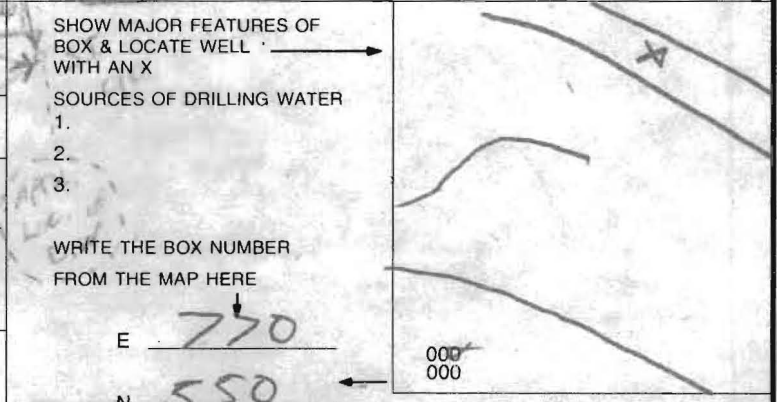 SHOW MAJOR FEATURES OF
BOX & LOCATE WELL
WITH AN X
SOURCES OF DRILLING WATER
1.
2.
3.
WRITE THE BOX NUMBER
FROM THE MAP HERE
E 770
N 550
X
000
000